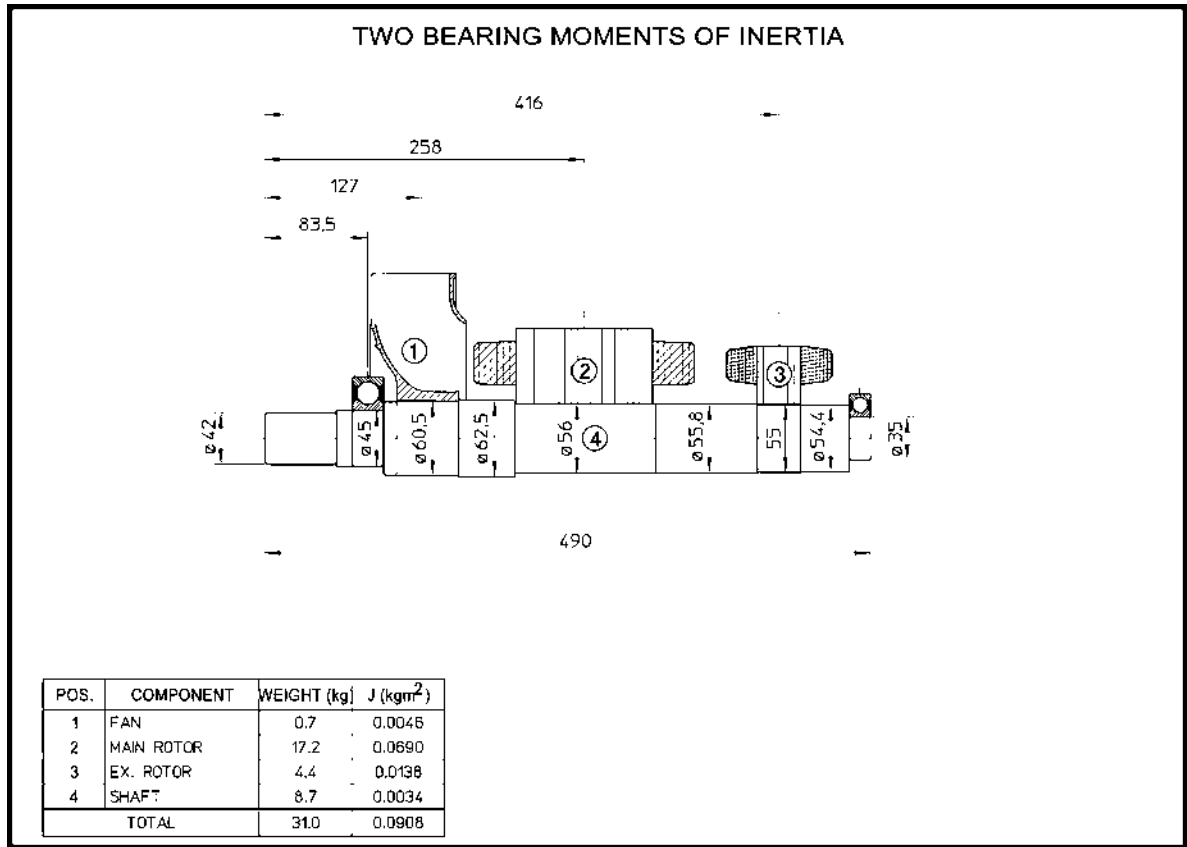 TWO BEARING MOMENTS OF INERTIA
416
258
127
83,5
1
2
3
4
ø42
ø45
ø60,5
ø62,5
ø56
ø55,8
55
ø54,4
ø35
490
POS. COMPONENT WEIGHT (kg) J (kgm²)
1 FAN 0.7 0.0046
2 MAIN ROTOR 17.2 0.0690
3 EX. ROTOR 4.4 0.0138
4 SHAFT 8.7 0.0034
TOTAL 31.0 0.0908